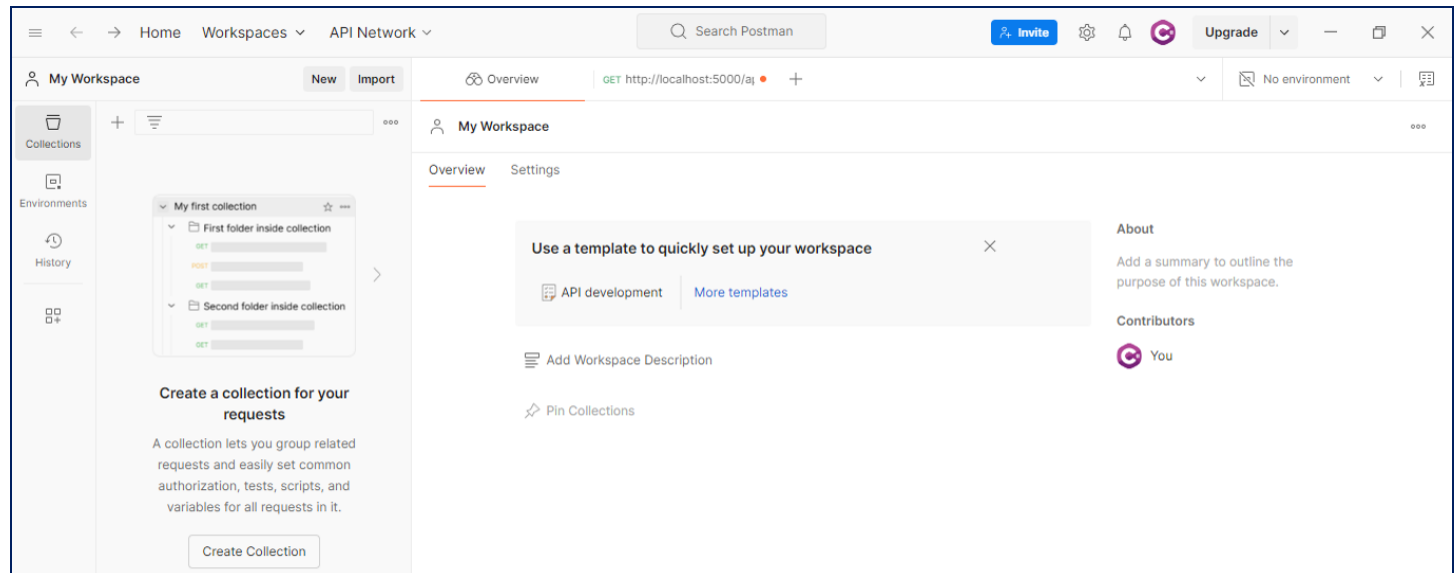 Home Workspaces API Network Search Postman Invite Upgrade
My Workspace New Import Overview GET http://localhost:5000/a No environment
Collections
Environments
History
My first collection
First folder inside collection
GET
POST
GET
Second folder inside collection
GET
GET
Create a collection for your
requests
A collection lets you group related
requests and easily set common
authorization, tests, scripts, and
variables for all requests in it.
Create Collection
My Workspace
Overview Settings
Use a template to quickly set up your workspace
API development More templates
Add Workspace Description
Pin Collections
About
Add a summary to outline the
purpose of this workspace.
Contributors
You